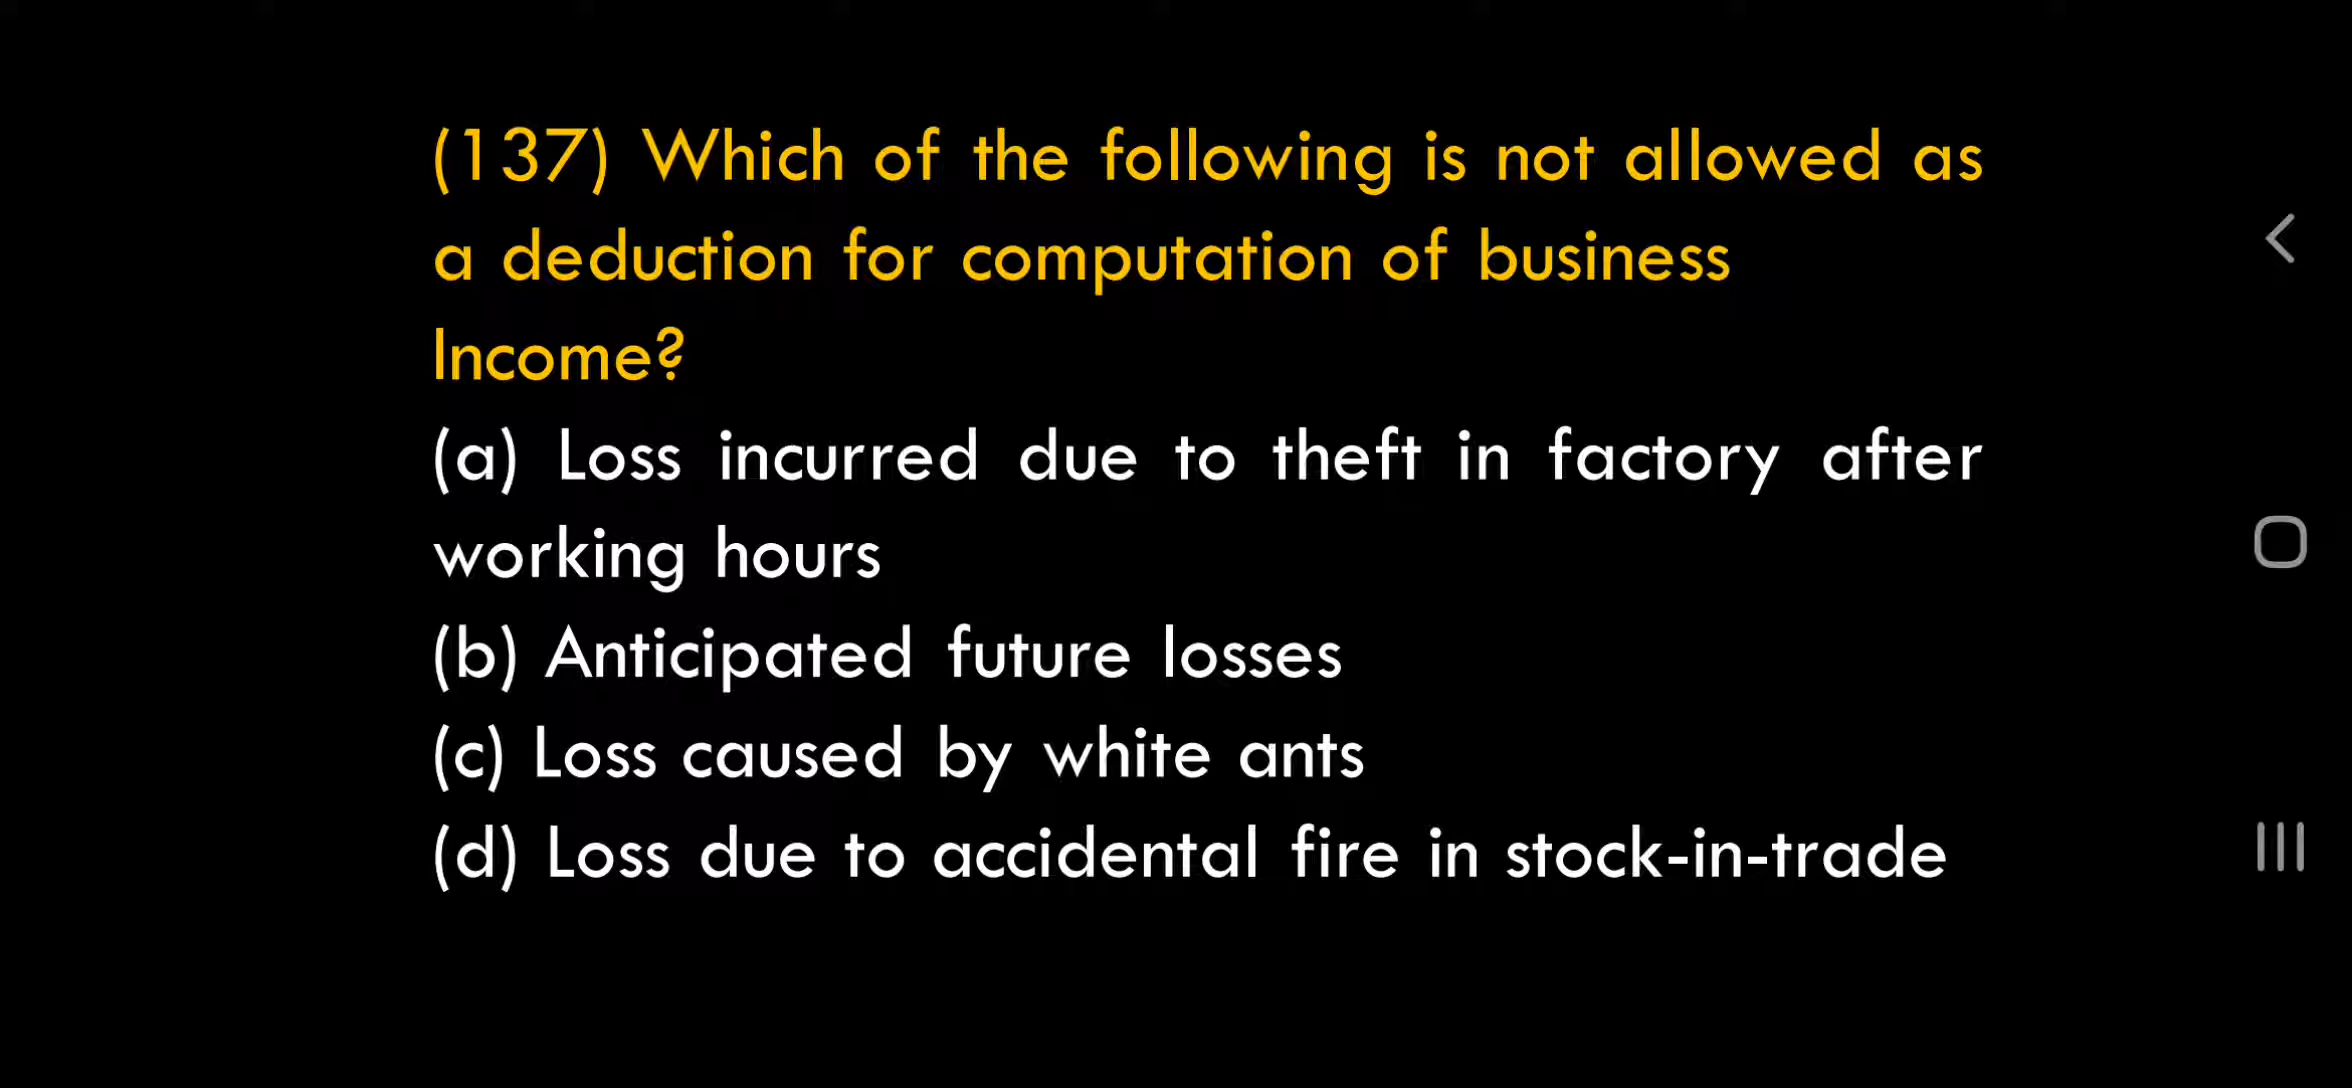 (137) Which of the following is not allowed as
a deduction for computation of business
Income?
(a) Loss incurred due to theft in factory after
working hours
(b) Anticipated future losses
(c) Loss caused by white ants
(d) Loss due to accidental fire in stock-in-trade